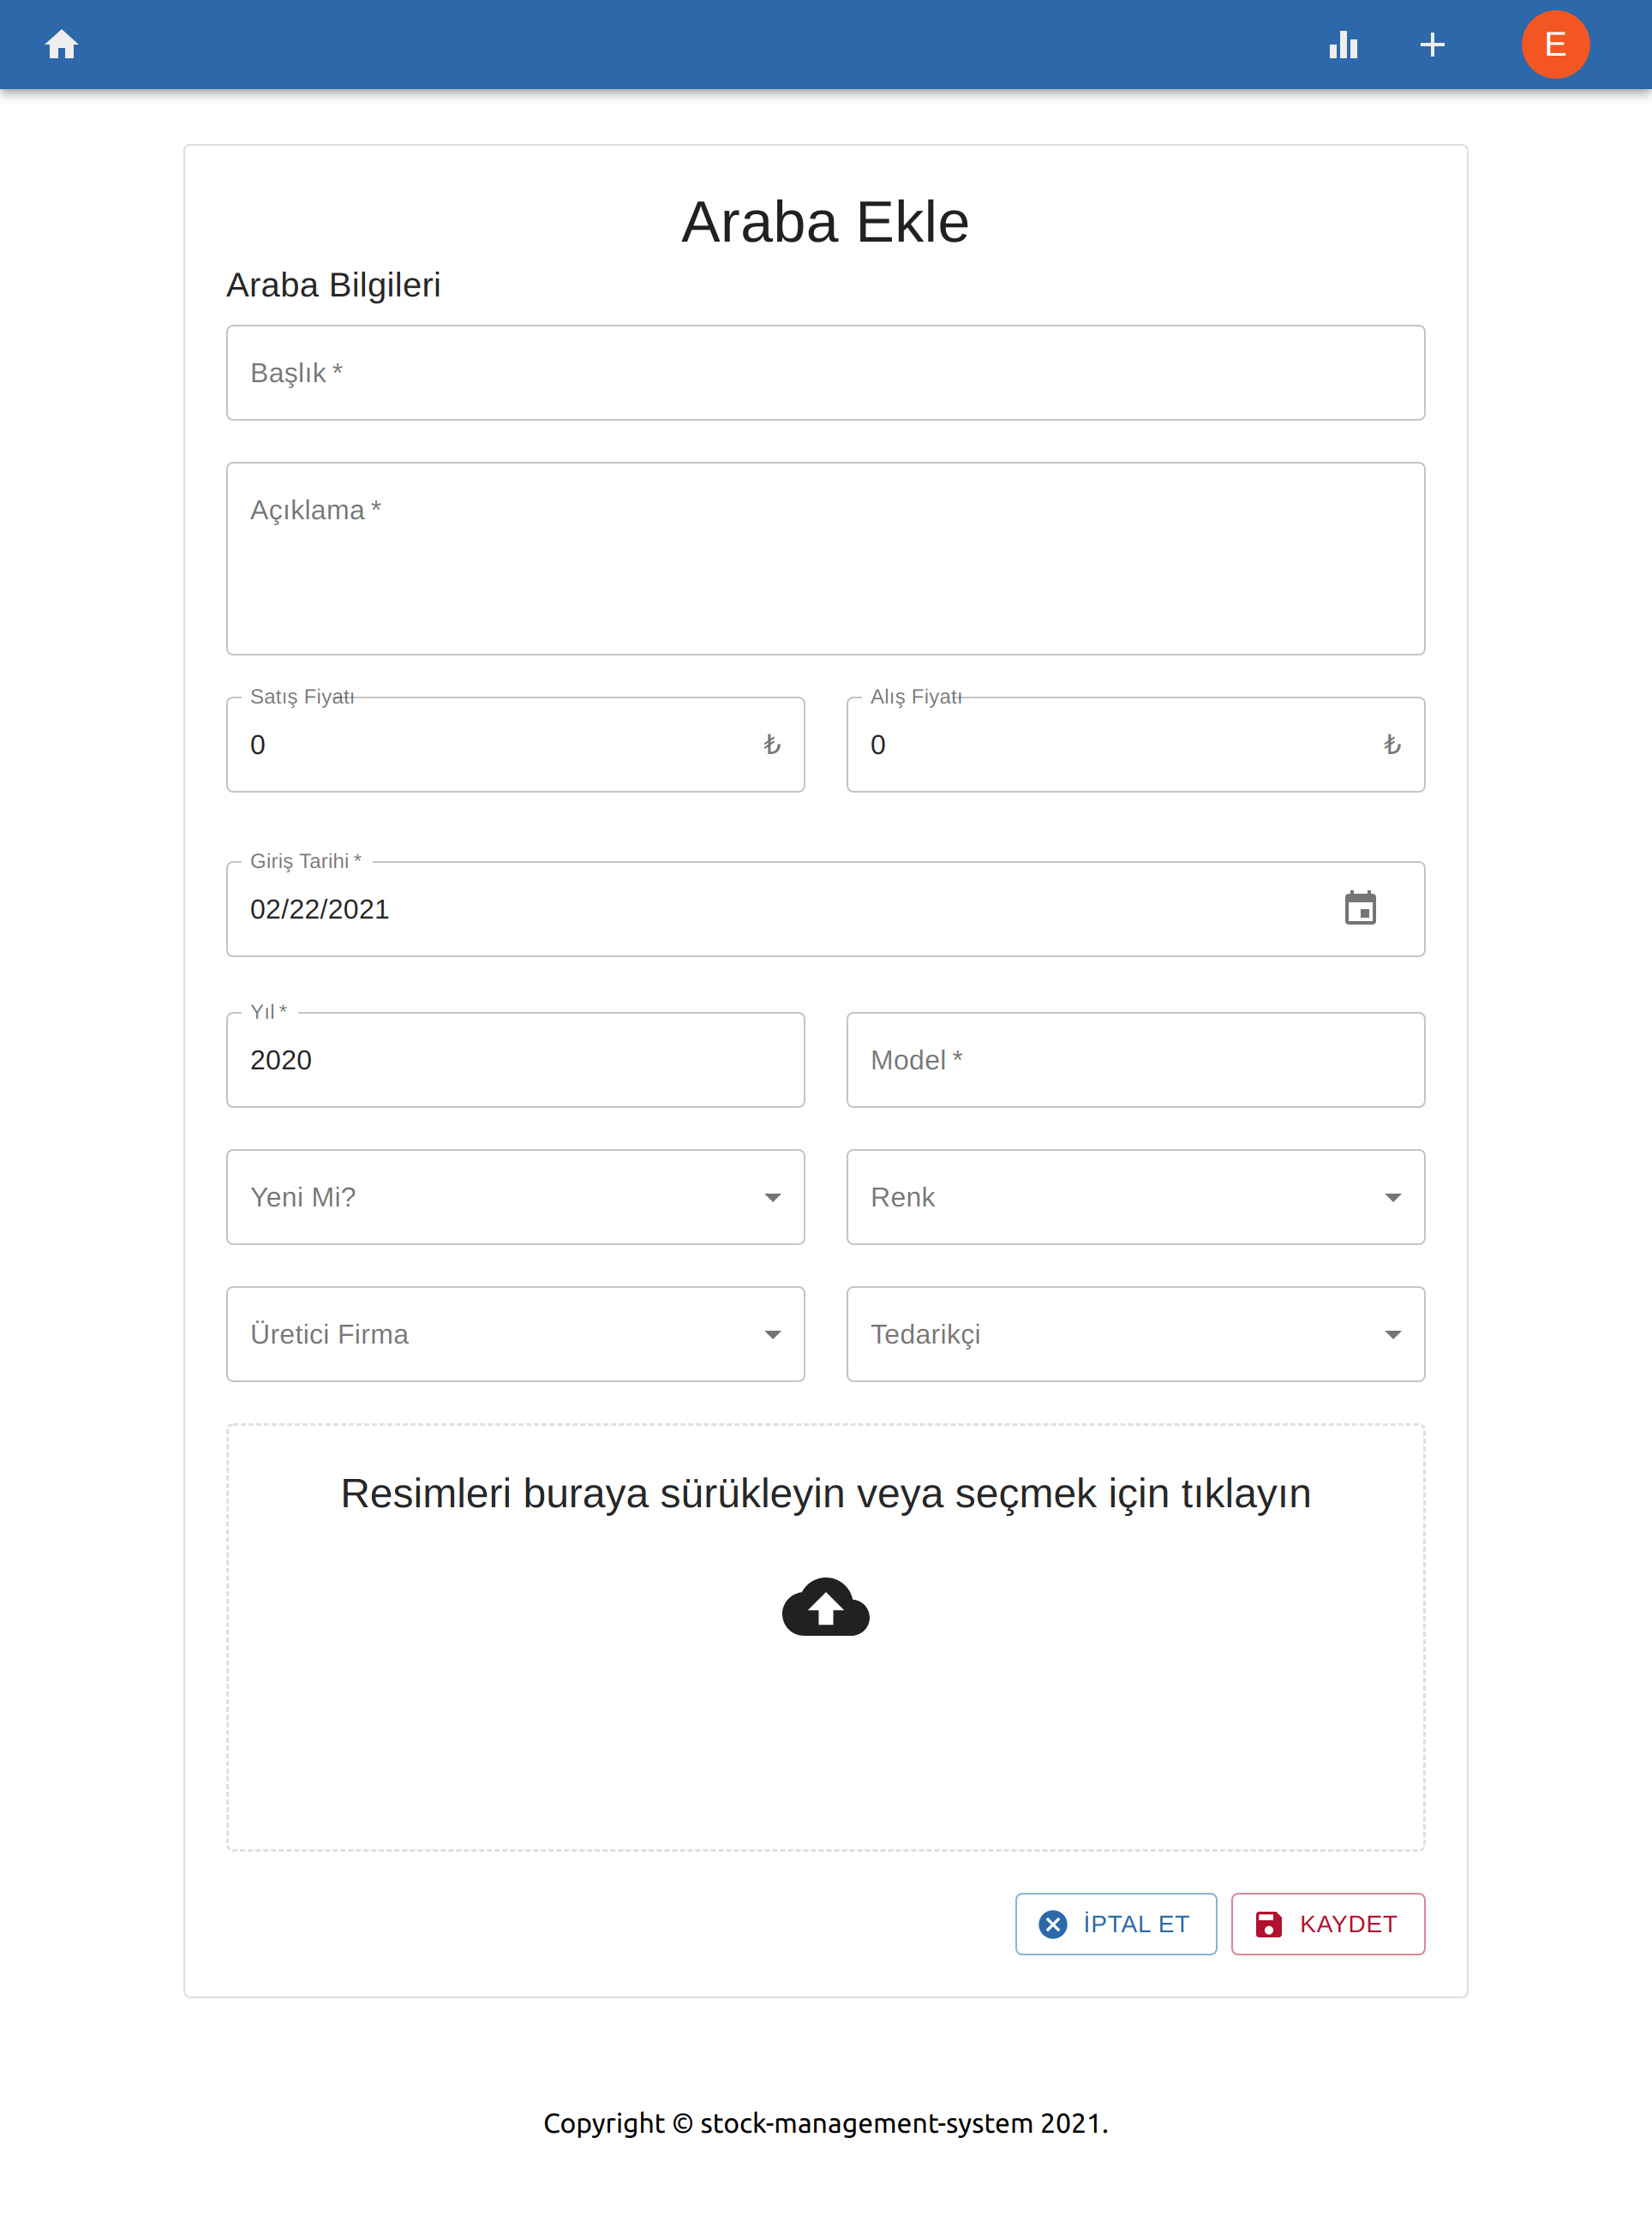 E
Araba Ekle
Araba Bilgileri
Başlık *
Açıklama *
Satış Fiyatı
Alış Fiyatı
0 ₺
0 ₺
Giriş Tarihi *
02/22/2021
Yıl *
2020
Model *
Yeni Mi?
Renk
Üretici Firma
Tedarikçi
Resimleri buraya sürükleyin veya seçmek için tıklayın
İPTAL ET
KAYDET
Copyright © stock-management-system 2021.